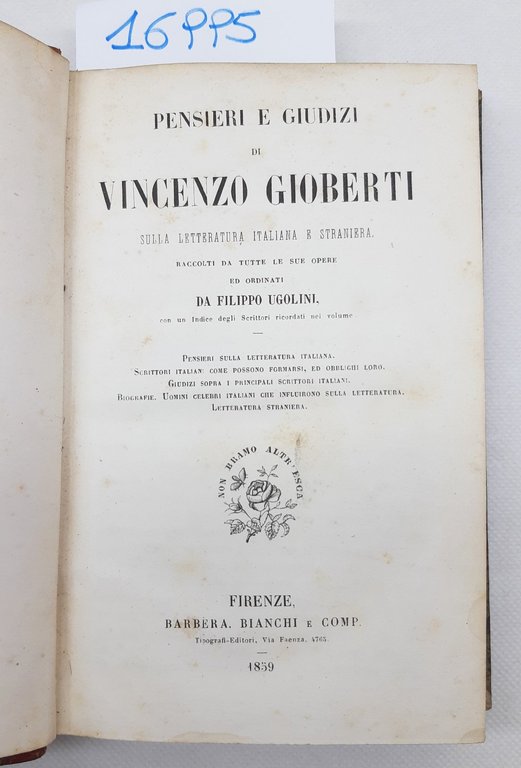 16PP5
PENSIERI E GIUDIZI
DI
VINCENZO GIOBERTI
SULLA LETTERATURA ITALIANA E STRANIERA.
RACCOLTI DA TUTTE LE SUE OPERE
ED ORDINATI
DA FILIPPO UGOLINI,
con un Indice degli Scrittori ricordati nel volume
PENSIERI SULLA LETTERATURA ITALIANA.
SCRITTORI ITALIANI COME POSSONO FORMARSI, ED OBBLIGHI LORO.
GIUDIZI SOPRA I PRINCIPALI SCRITTORI ITALIANI.
BIOGRAFIE. UOMINI CELEBRI ITALIANI CHE INFLUIRONO SULLA LETTERATURA.
LETTERATURA STRANIERA.
NON BRAMO ALTR'ESCA
FIRENZE,
BARBERA, BIANCHI E COMP.
Tipografi-Editori, Via Faenza, 4765.
1859